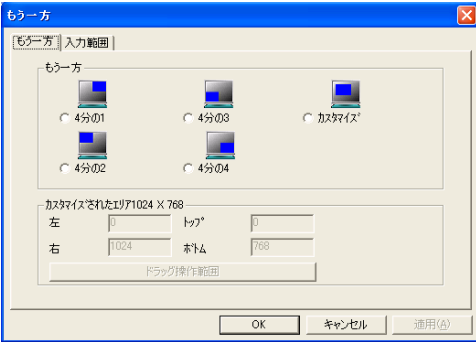 もう一方
もう一方 入力範囲
もう一方
4分の1 4分の3 カスタマイズ
4分の2 4分の4
カスタマイズされたエリア1024 X 768
左 0 トップ 0
右 1024 ボトム 768
ドラッグ操作範囲
OK キャンセル 適用(A)